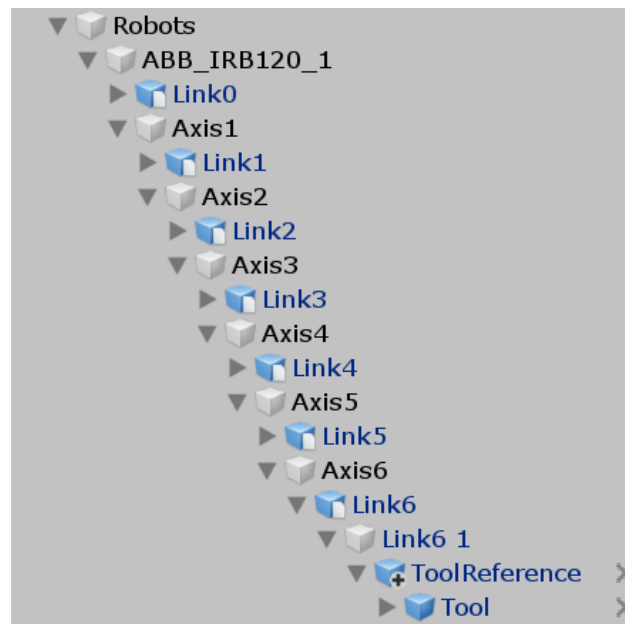 Robots
ABB_IRB120_1
Link0
Axis1
Link1
Axis2
Link2
Axis3
Link3
Axis4
Link4
Axis5
Link5
Axis6
Link6
Link6 1
ToolReference
Tool